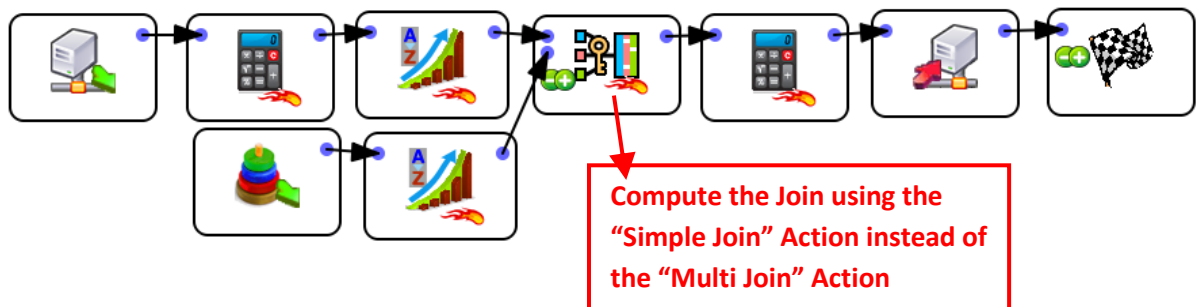 A
Z
A
Z
Compute the Join using the
“Simple Join” Action instead of
the “Multi Join” Action